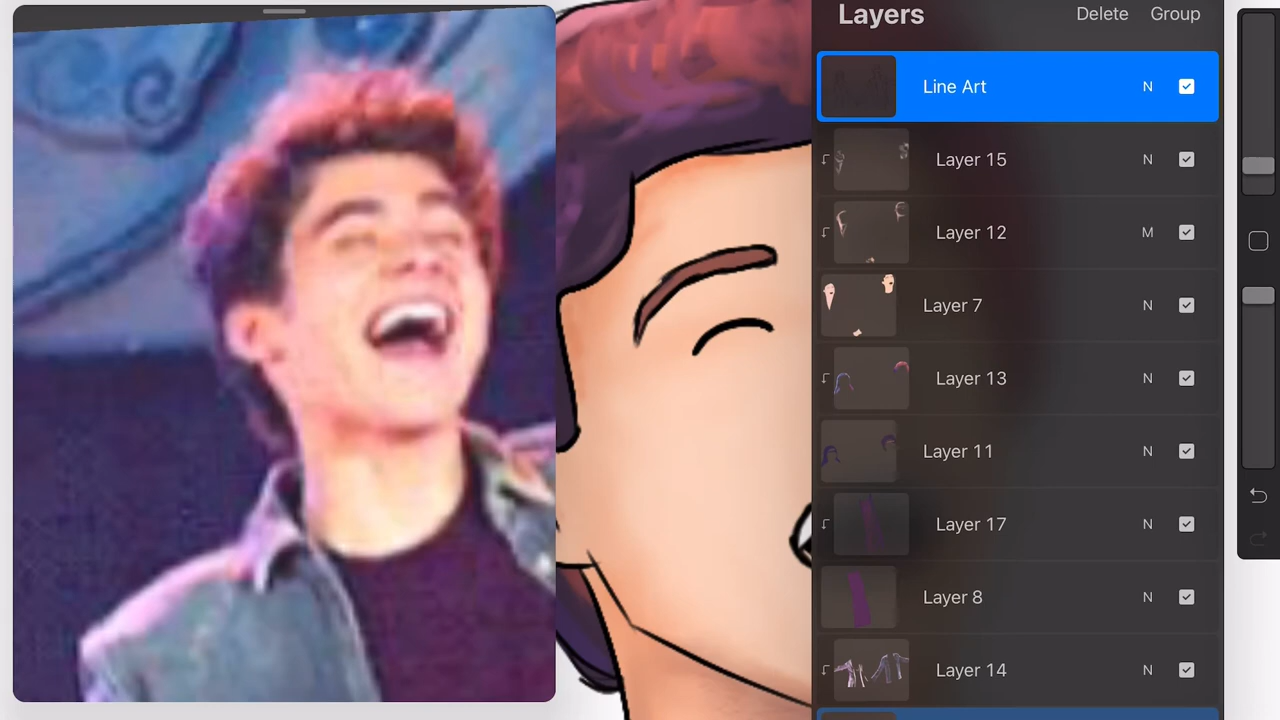 Layers Delete Group
Line Art N
Layer 15 N
Layer 12 M
Layer 7 N
Layer 13 N
Layer 11 N
Layer 17 N
Layer 8 N
Layer 14 N